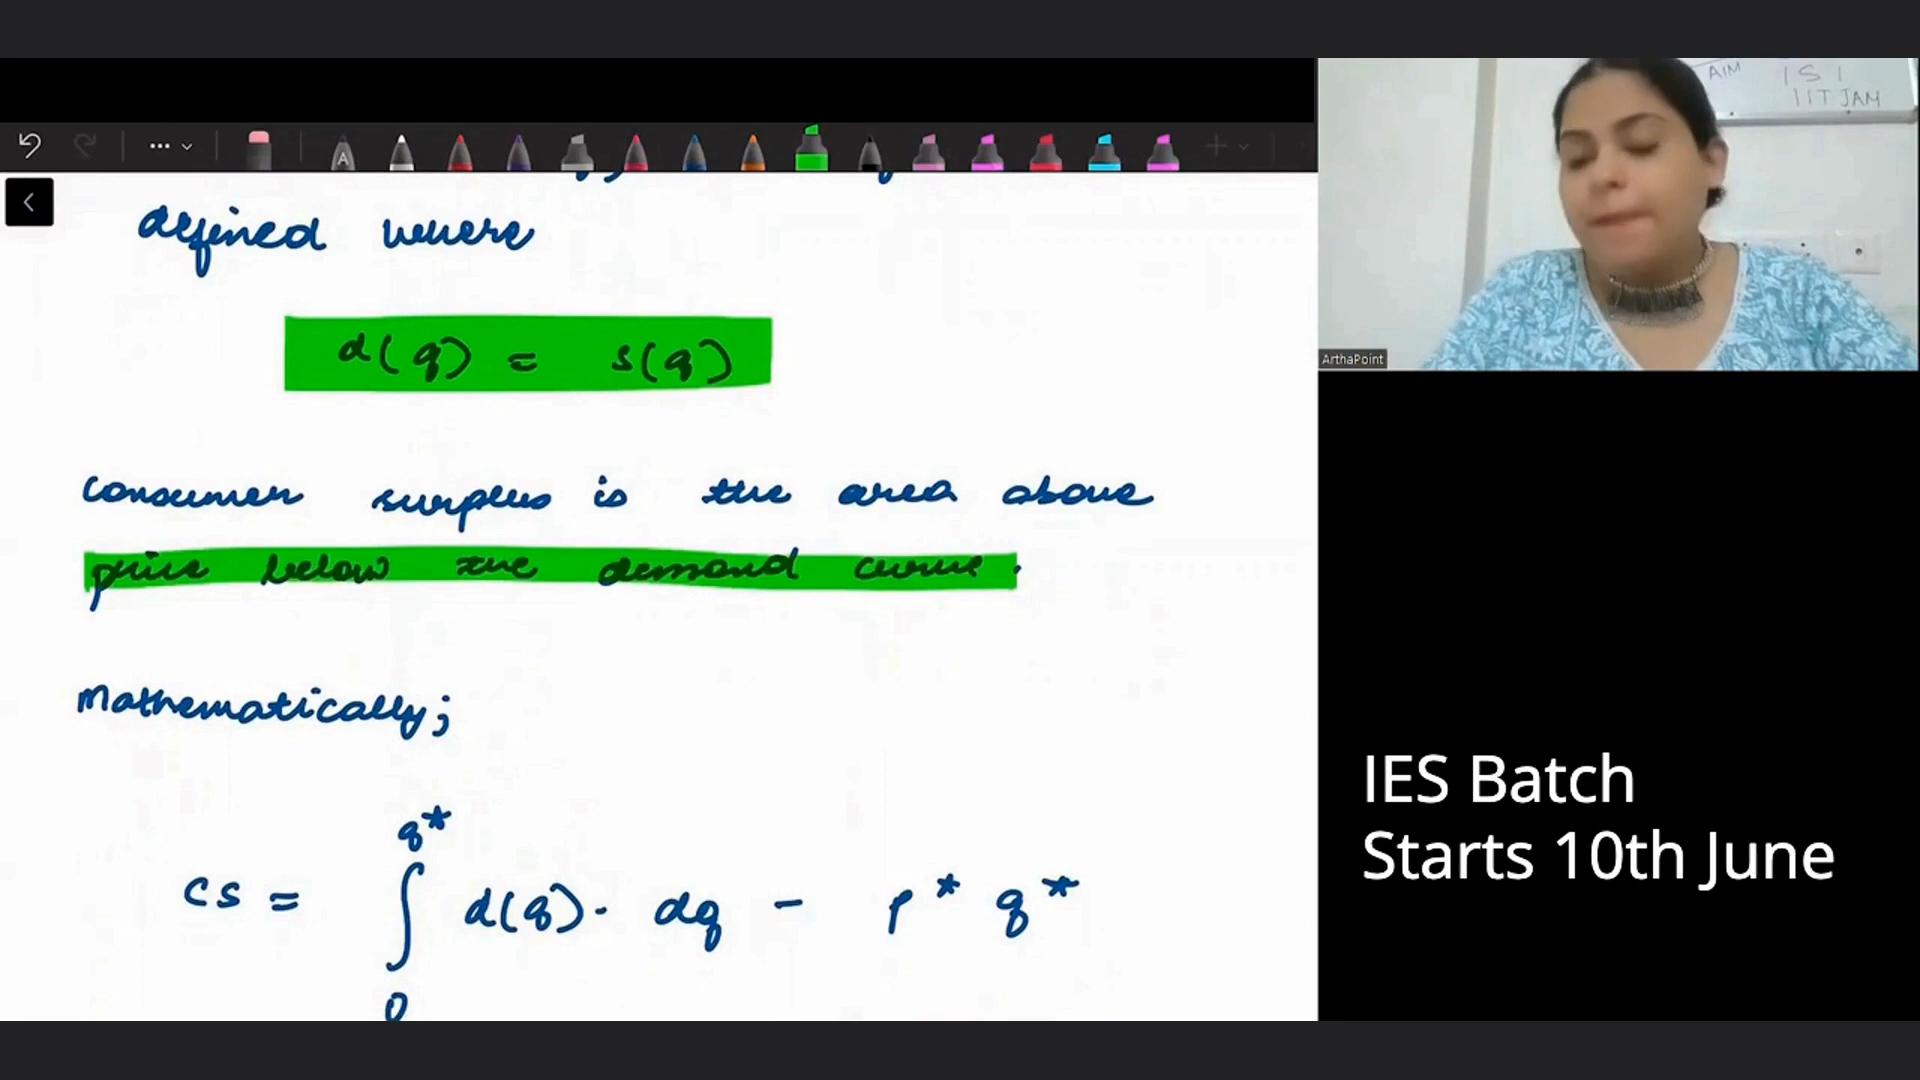 defined where
d(q) = s(q)
consumer surplus is the area above
price below the demand curve.
Mathematically;
q*
CS = ∫ d(q). dq - p* q*
0
A
AIM
ISI
IIT JAM
ArthaPoint
IES Batch
Starts 10th June